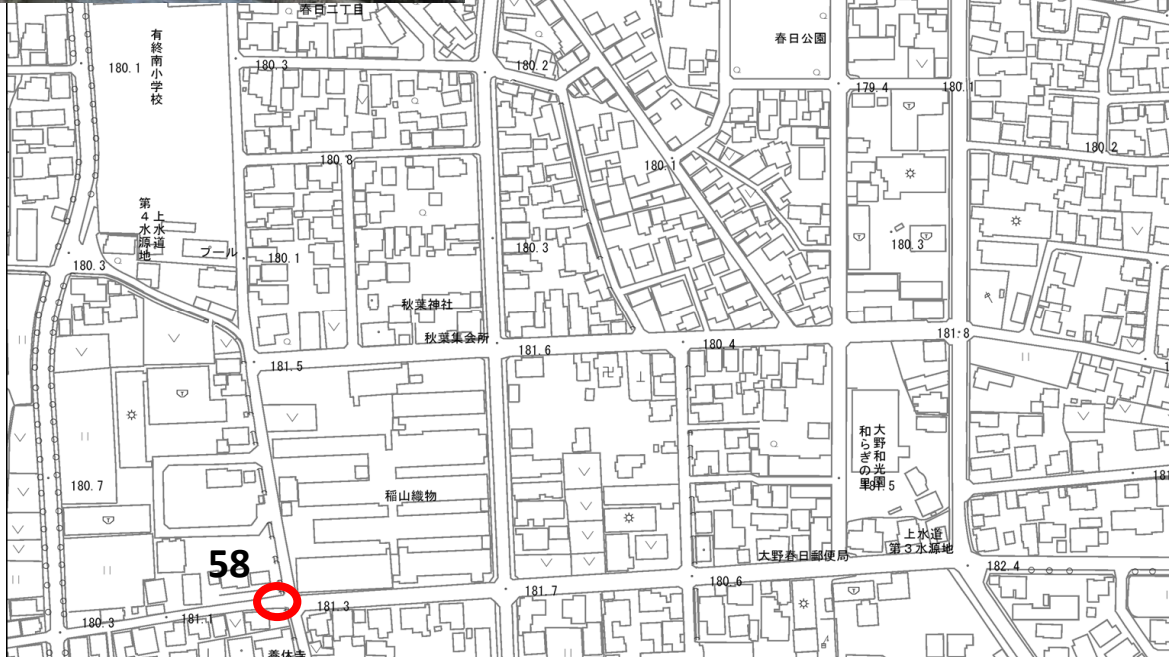 春日二丁目
有終南小学校
180.1
180.3
180.2
春日公園
179.4
180.1
180.8
180.1
180.2
上水道
第4水源地
プール
180.3
180.1
180.3
180.3
秋葉神社
秋葉集会所
181.5
181.6
180.4
181.8
大野和光園
和らぎの里
稲山織物
180.7
181.5
上水道
第3水源地
大野春日郵便局
58
180.3
181.1
181.3
181.7
180.6
182.4
善休寺